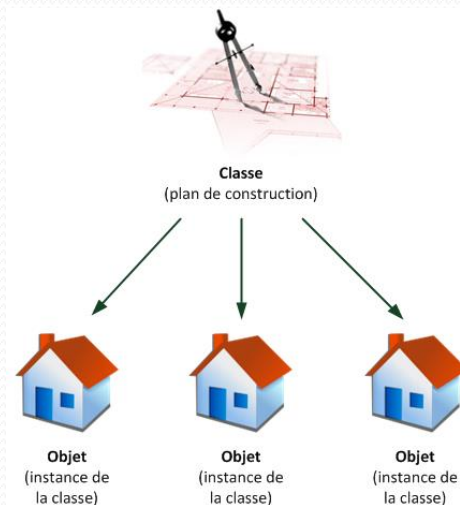 Classe
(plan de construction)
Objet
(instance de
la classe)
Objet
(instance de
la classe)
Objet
(instance de
la classe)